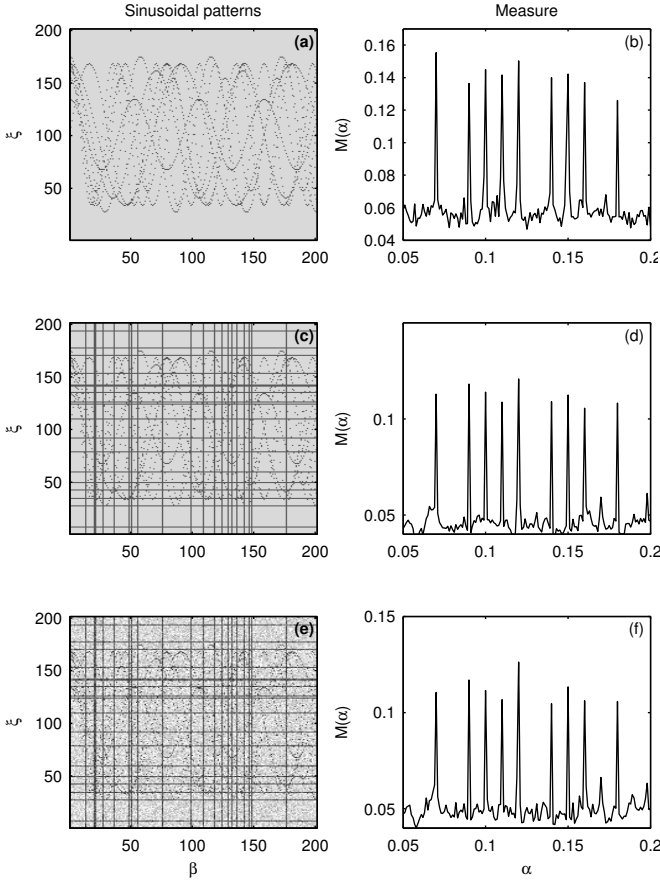 Sinusoidal patterns
Measure
200
150
100
50
ξ
(a)
50 100 150 200
0.16
0.14
0.12
0.1
0.08
0.06
0.04
M(α)
(b)
0.05 0.1 0.15 0.2
200
150
100
50
ξ
(c)
50 100 150 200
0.1
0.05
M(α)
(d)
0.05 0.1 0.15 0.2
200
150
100
50
ξ
(e)
50 100 150 200
β
0.15
0.1
0.05
M(α)
(f)
0.05 0.1 0.15 0.2
α